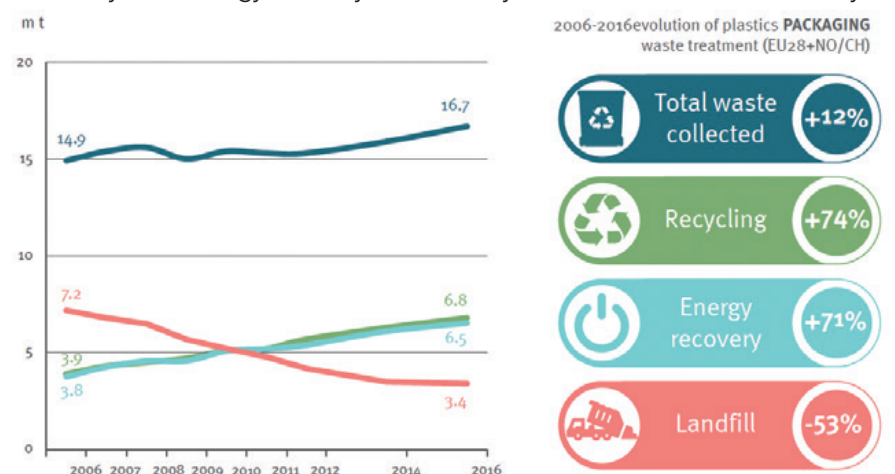 m t
20
15
10
5
0
14.9
16.7
7.2
3.9
3.8
6.8
6.5
3.4
2006 2007 2008 2009 2010 2011 2012 2014 2016
2006-2016evolution of plastics PACKAGING
waste treatment (EU28+NO/CH)
Total waste
collected
+12%
Recycling
+74%
Energy
recovery
+71%
Landfill
-53%